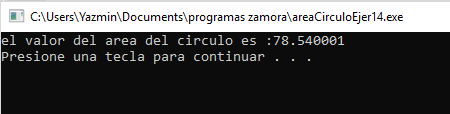 C:\Users\Yazmin\Documents\programas zamora\areaCirculoEjer14.exe
el valor del area del circulo es :78.540001
Presione una tecla para continuar . . .